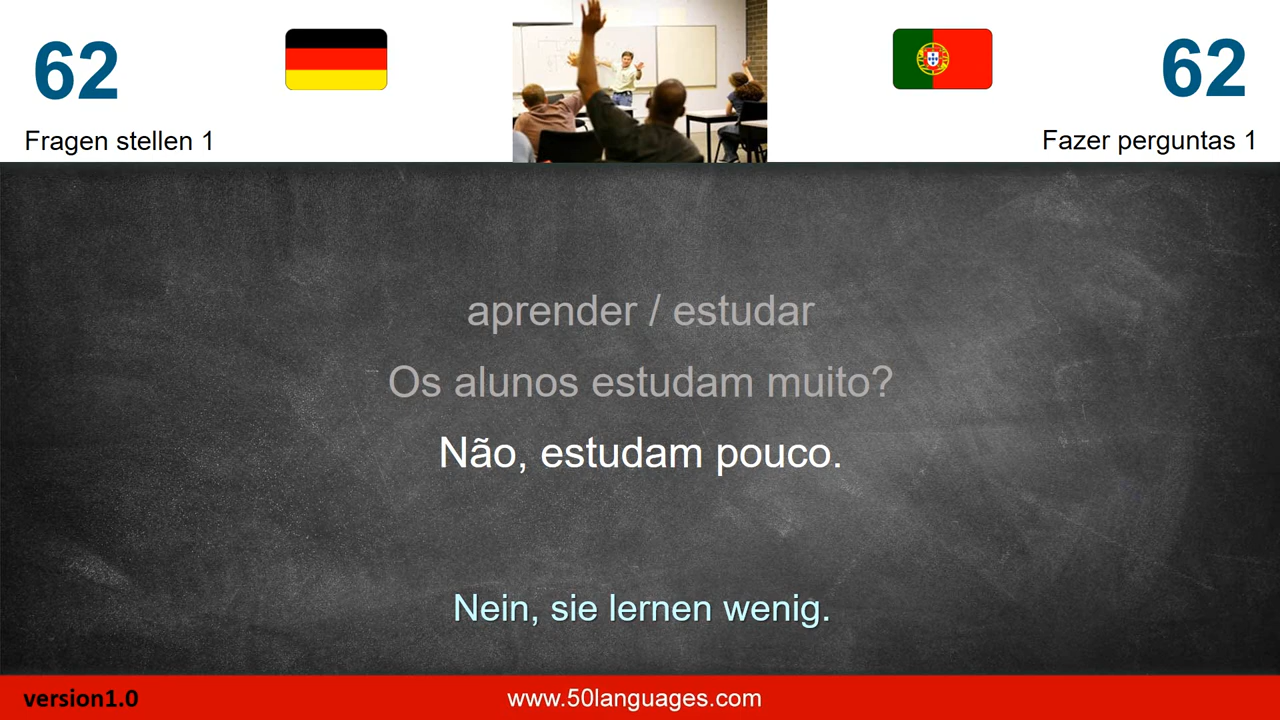 62
62
Fragen stellen 1
Fazer perguntas 1
aprender / estudar
Os alunos estudam muito?
Não, estudam pouco.
Nein, sie lernen wenig.
version1.0
www.50languages.com